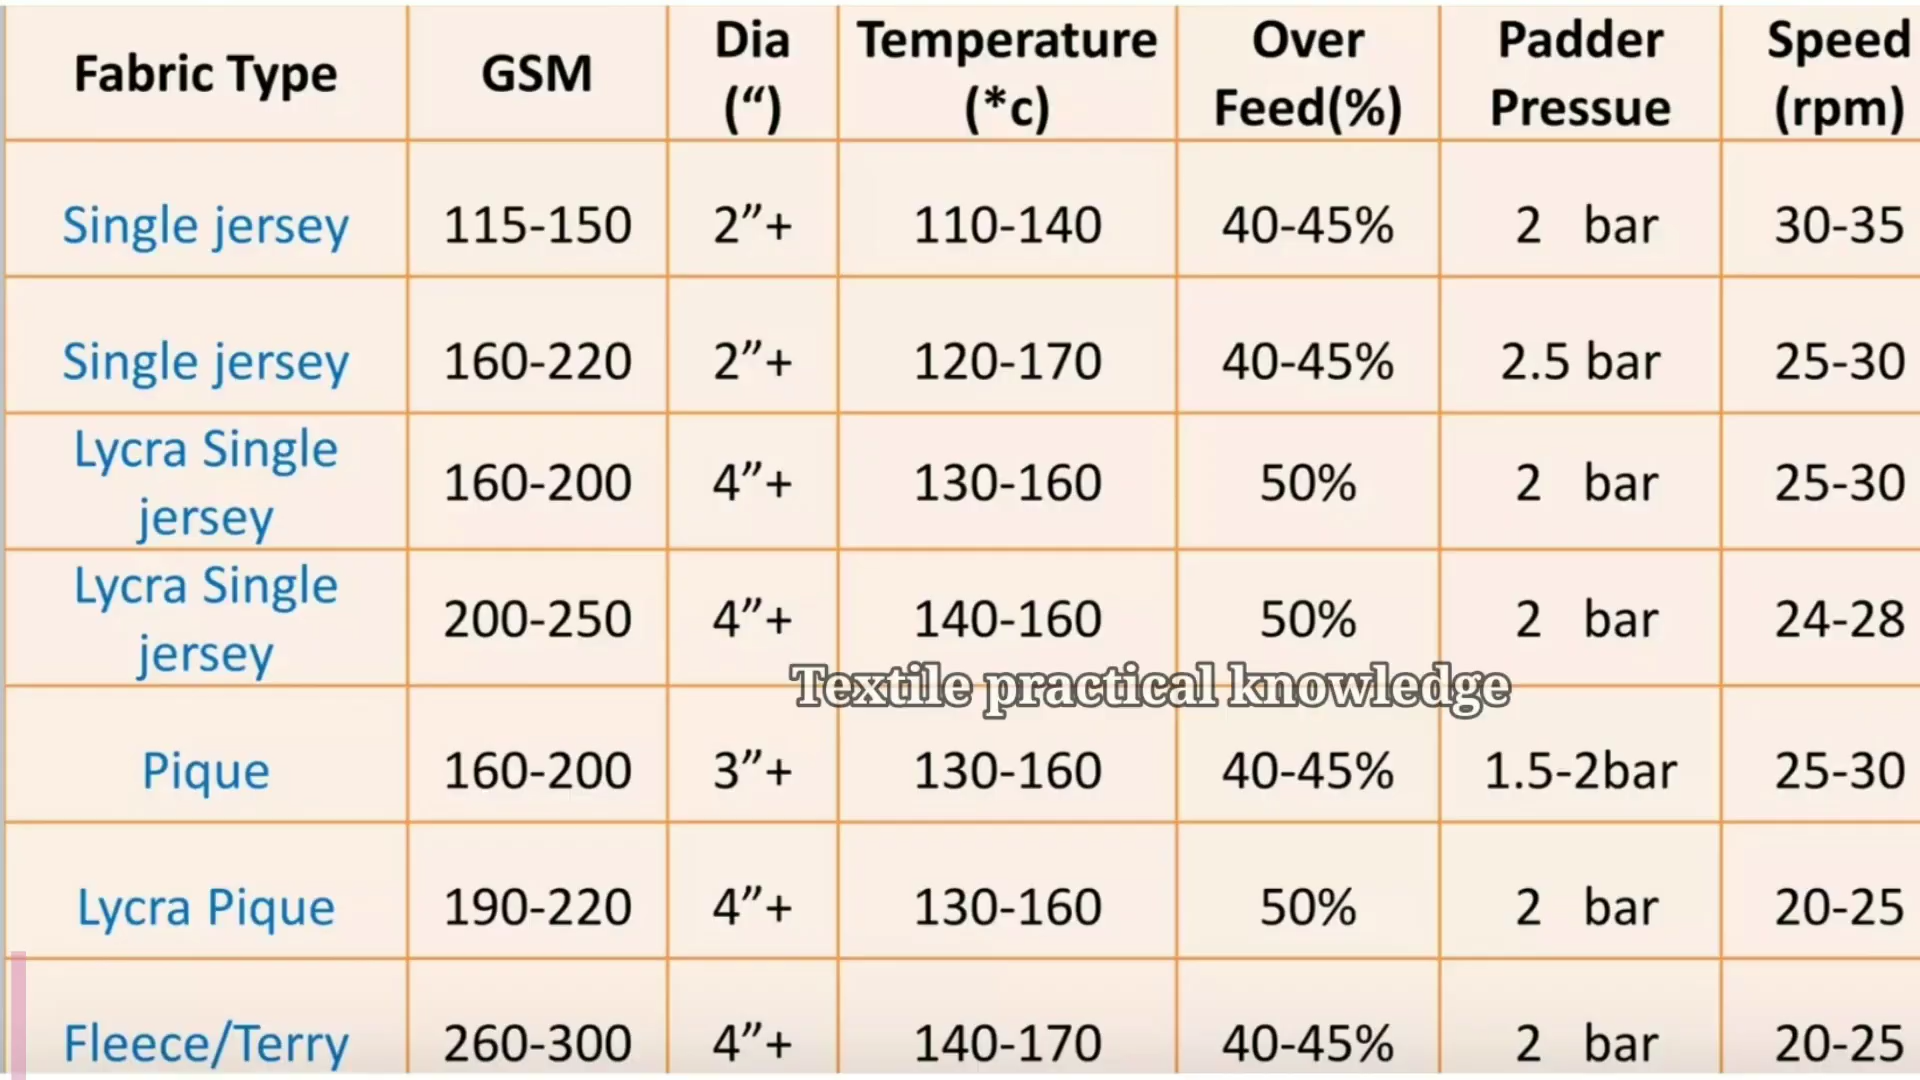 Fabric Type GSM Dia (“) Temperature (*c) Over Feed(%) Padder Pressue Speed (rpm)
Single jersey 115-150 2”+ 110-140 40-45% 2 bar 30-35
Single jersey 160-220 2”+ 120-170 40-45% 2.5 bar 25-30
Lycra Single jersey 160-200 4”+ 130-160 50% 2 bar 25-30
Lycra Single jersey 200-250 4”+ 140-160 50% 2 bar 24-28
Textile practical knowledge
Pique 160-200 3”+ 130-160 40-45% 1.5-2bar 25-30
Lycra Pique 190-220 4”+ 130-160 50% 2 bar 20-25
Fleece/Terry 260-300 4”+ 140-170 40-45% 2 bar 20-25